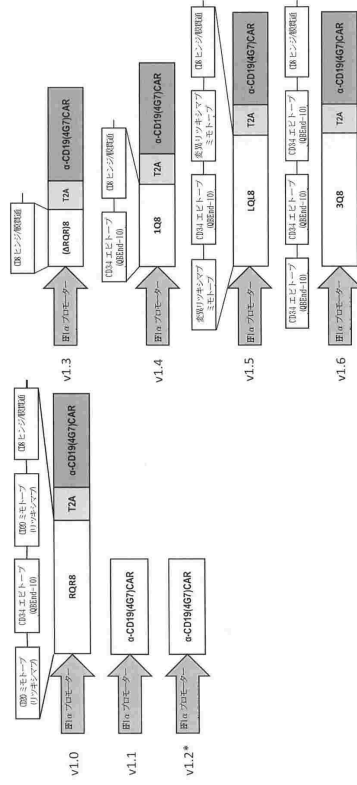 CD20 ミモトープ
(リツキシマブ)
CD34 エピトープ
(QBEnd-10)
CD20 ミモトープ
(リツキシマブ)
CD8 ヒンジ/膜貫通
v1.0
EF1α プロモーター
RQR8
T2A
α-CD19(4G7)CAR
v1.1
EF1α プロモーター
α-CD19(4G7)CAR
v1.2*
EF1α プロモーター
α-CD19(4G7)CAR
CD8 ヒンジ/膜貫通
v1.3
EF1α プロモーター
(ΔRQR)8
T2A
α-CD19(4G7)CAR
CD34 エピトープ
(QBEnd-10)
CD8 ヒンジ/膜貫通
v1.4
EF1α プロモーター
1Q8
T2A
α-CD19(4G7)CAR
変異リツキシマブ
ミモトープ
CD34 エピトープ
(QBEnd-10)
変異リツキシマブ
ミモトープ
CD8 ヒンジ/膜貫通
v1.5
EF1α プロモーター
LQL8
T2A
α-CD19(4G7)CAR
CD34 エピトープ
(QBEnd-10)
CD34 エピトープ
(QBEnd-10)
CD34 エピトープ
(QBEnd-10)
CD8 ヒンジ/膜貫通
v1.6
EF1α プロモーター
3Q8
T2A
α-CD19(4G7)CAR